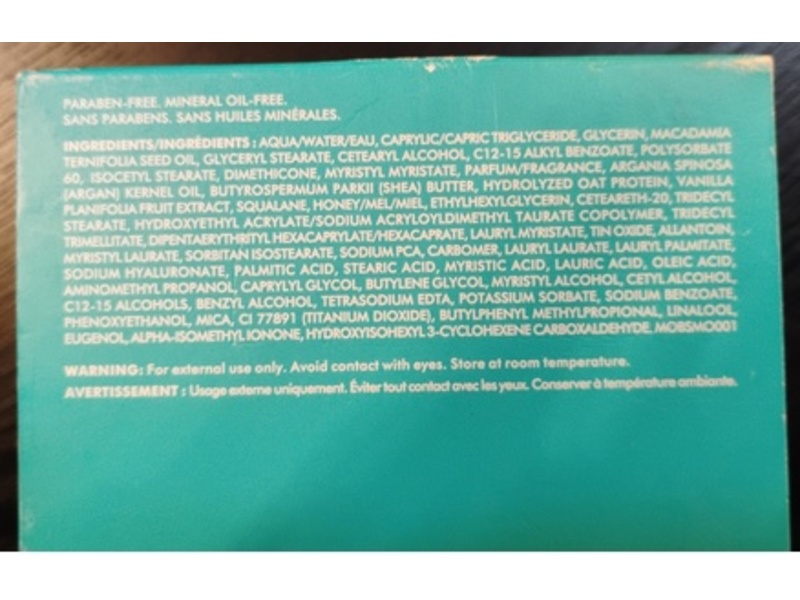 PARABEN-FREE. MINERAL OIL-FREE.
SANS PARABENS. SANS HUILES MINÉRALES.
INGREDIENTS/INGRÉDIENTS : AQUA/WATER/EAU, CAPRYLIC/CAPRIC TRIGLYCERIDE, GLYCERIN, MACADAMIA
TERNIFOLIA SEED OIL, GLYCERYL STEARATE, CETEARYL ALCOHOL, C12-15 ALKYL BENZOATE, POLYSORBATE
60, ISOCETYL STEARATE, DIMETHICONE, MYRISTYL MYRISTATE, PARFUM/FRAGRANCE, ARGANIA SPINOSA
(ARGAN) KERNEL OIL, BUTYROSPERMUM PARKII (SHEA) BUTTER, HYDROLYZED OAT PROTEIN, VANILLA
PLANIFOLIA FRUIT EXTRACT, SQUALANE, HONEY/MEL/MIEL, ETHYLHEXYLGLYCERIN, CETEARETH-20, TRIDECYL
STEARATE, HYDROXYETHYL ACRYLATE/SODIUM ACRYLOYLDIMETHYL TAURATE COPOLYMER, TRIDECYL
TRIMELLITATE, DIPENTAERYTHRITYL HEXACAPRYLATE/HEXACAPRATE, LAURYL MYRISTATE, TIN OXIDE, ALLANTOIN,
MYRISTYL LAURATE, SORBITAN ISOSTEARATE, SODIUM PCA, CARBOMER, LAURYL LAURATE, LAURYL PALMITATE,
SODIUM HYALURONATE, PALMITIC ACID, STEARIC ACID, MYRISTIC ACID, LAURIC ACID, OLEIC ACID,
AMINOMETHYL PROPANOL, CAPRYLYL GLYCOL, BUTYLENE GLYCOL, MYRISTYL ALCOHOL, CETYL ALCOHOL,
C12-15 ALCOHOLS, BENZYL ALCOHOL, TETRASODIUM EDTA, POTASSIUM SORBATE, SODIUM BENZOATE,
PHENOXYETHANOL, MICA, CI 77891 (TITANIUM DIOXIDE), BUTYLPHENYL METHYLPROPIONAL, LINALOOL,
EUGENOL, ALPHA-ISOMETHYL IONONE, HYDROXYISOHEXYL 3-CYCLOHEXENE CARBOXALDEHYDE. MOBSMO001
WARNING: For external use only. Avoid contact with eyes. Store at room temperature.
AVERTISSEMENT : Usage externe uniquement. Éviter tout contact avec les yeux. Conserver à température ambiante.